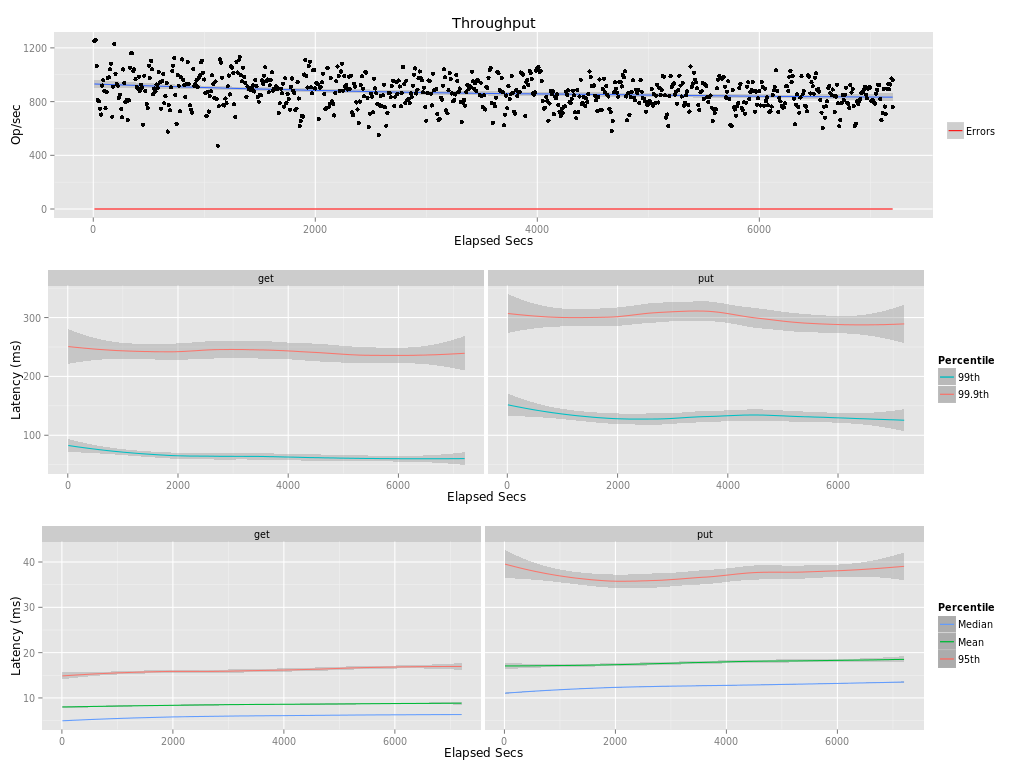 Throughput
1200
800
400
0
Op/sec
0 2000 4000 6000
Elapsed Secs
Errors
get put
300
200
100
Latency (ms)
0 2000 4000 6000 0 2000 4000 6000
Elapsed Secs
Percentile
99th
99.9th
get put
40
30
20
10
Latency (ms)
0 2000 4000 6000 0 2000 4000 6000
Elapsed Secs
Percentile
Median
Mean
95th